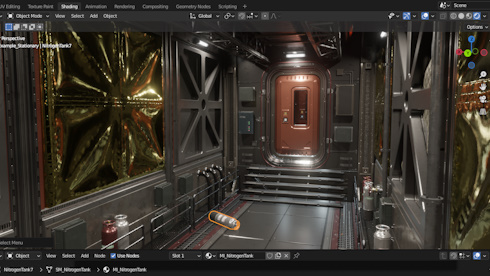 UV Editing Texture Paint Shading Animation Rendering Compositing Geometry Nodes Scripting Scene
Object Mode View Select Add Object Global
Options
Perspective
Example_Stationary | NitrogenTank7
Select Menu
Object View Select Add Node Use Nodes Slot 1 MI_NitrogenTank
NitrogenTank7 > SM_NitrogenTank > MI_NitrogenTank